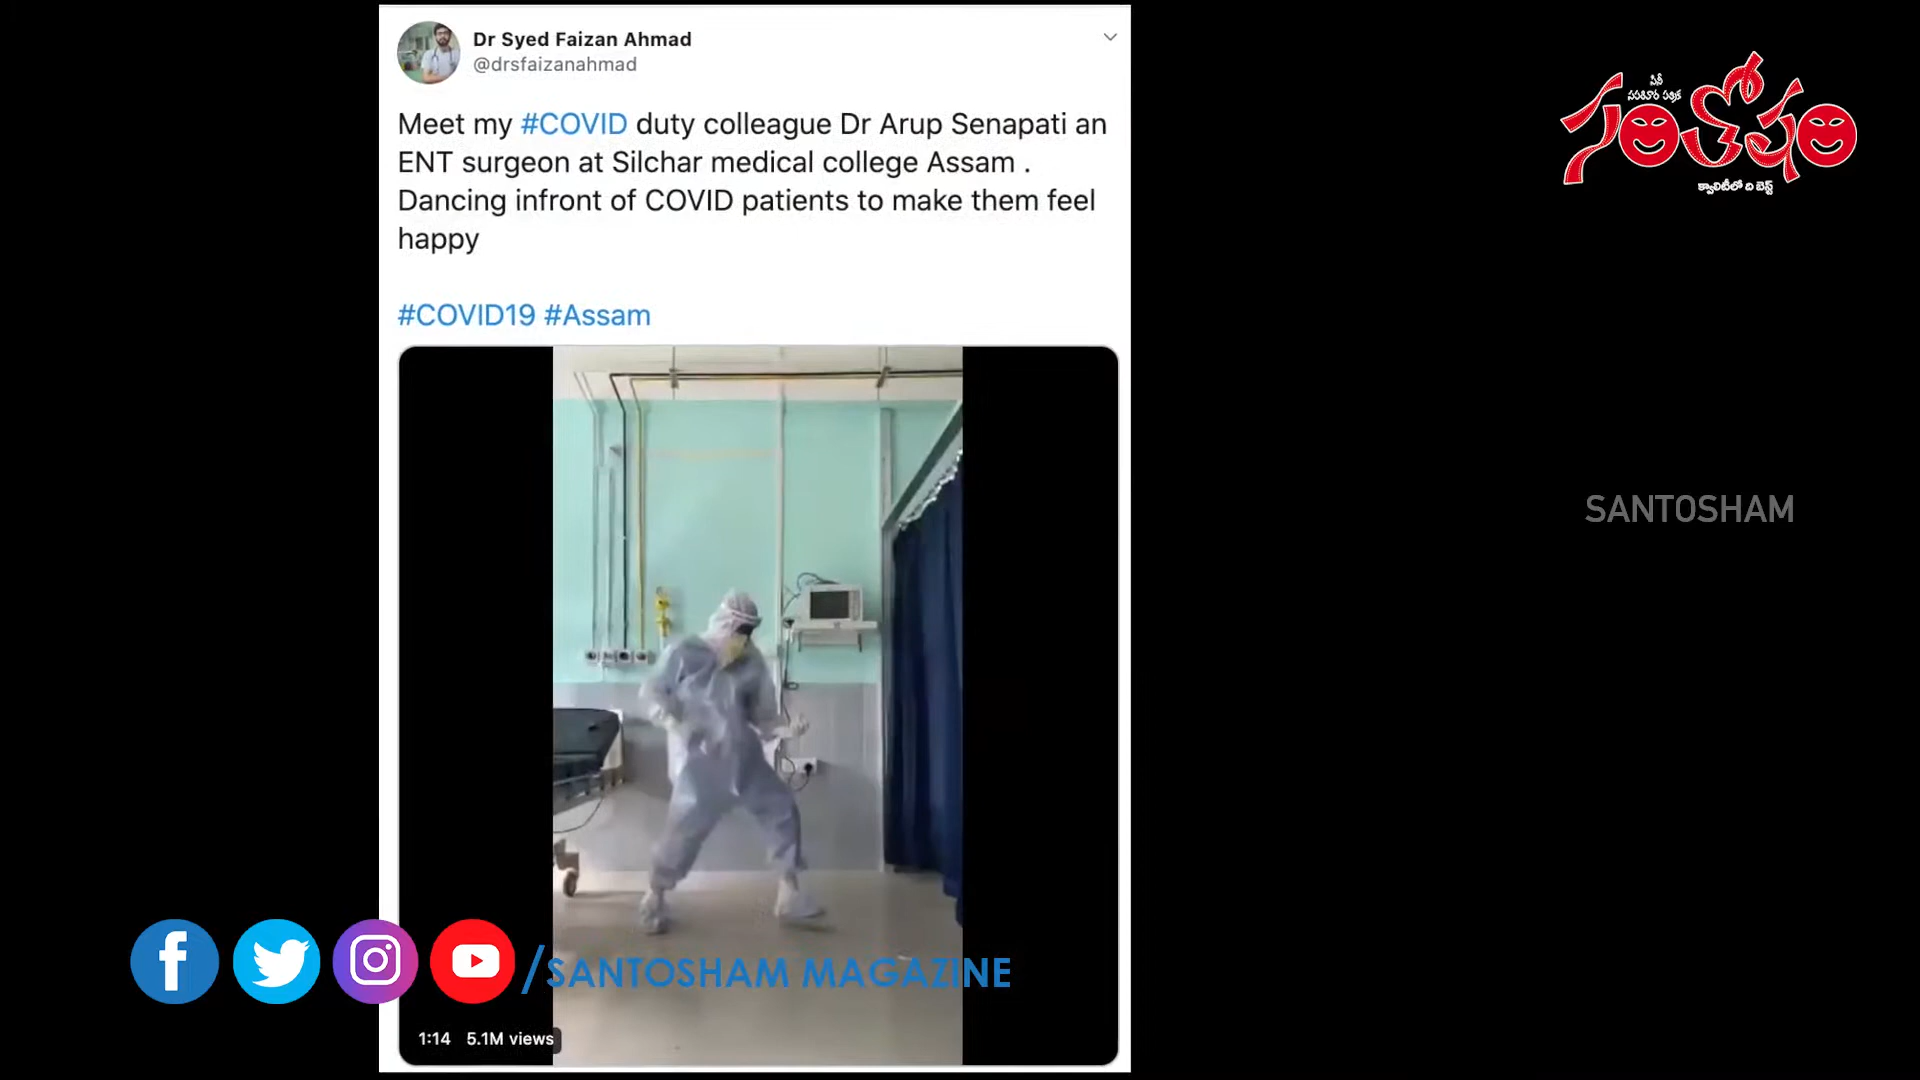 Dr Syed Faizan Ahmad
@drsfaizanahmad
Meet my #COVID duty colleague Dr Arup Senapati an
ENT surgeon at Silchar medical college Assam .
Dancing infront of COVID patients to make them feel
happy
#COVID19 #Assam
1:14 5.1M views
/SANTOSHAM MAGAZINE
సినీ
సపరివార పత్రిక
సంతోషం
క్వాలిటీలో ది బెస్ట్
SANTOSHAM